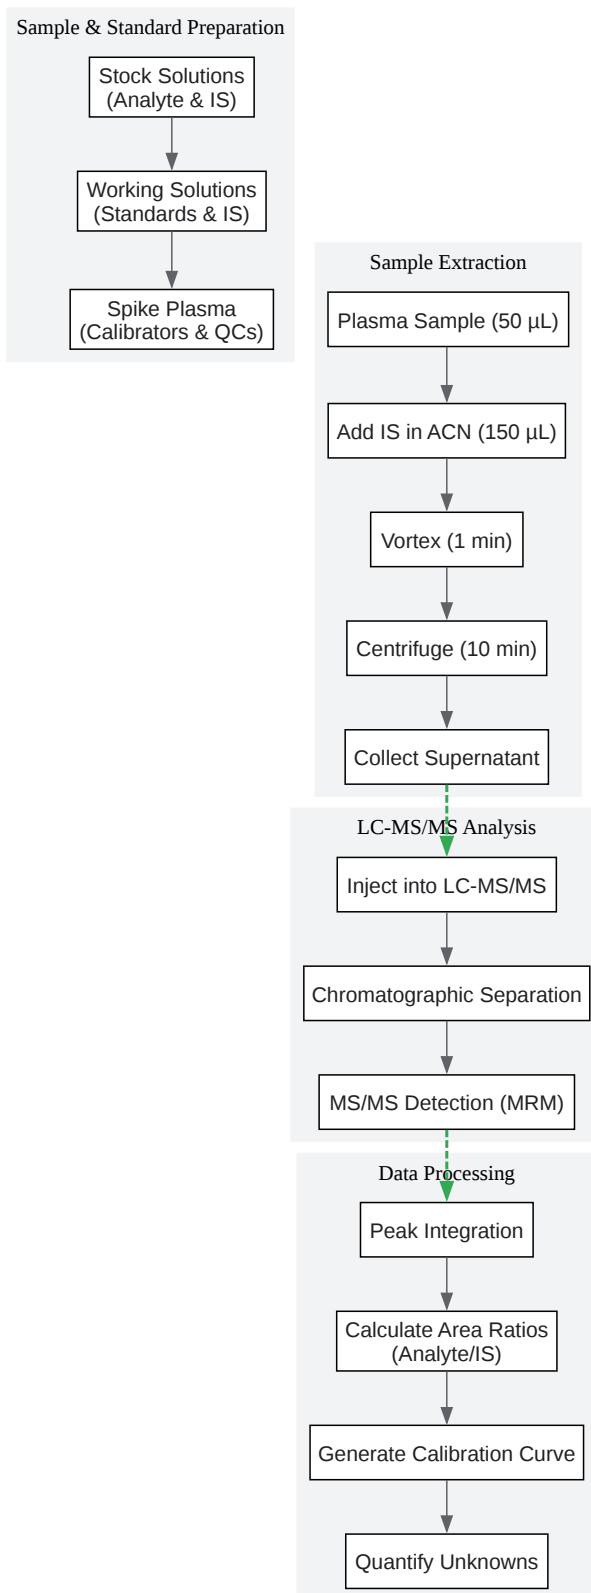 Sample & Standard Preparation
Stock Solutions
(Analyte & IS)
Working Solutions
(Standards & IS)
Spike Plasma
(Calibrators & QCs)
Sample Extraction
Plasma Sample (50 µL)
Add IS in ACN (150 µL)
Vortex (1 min)
Centrifuge (10 min)
Collect Supernatant
LC-MS/MS Analysis
Inject into LC-MS/MS
Chromatographic Separation
MS/MS Detection (MRM)
Data Processing
Peak Integration
Calculate Area Ratios
(Analyte/IS)
Generate Calibration Curve
Quantify Unknowns